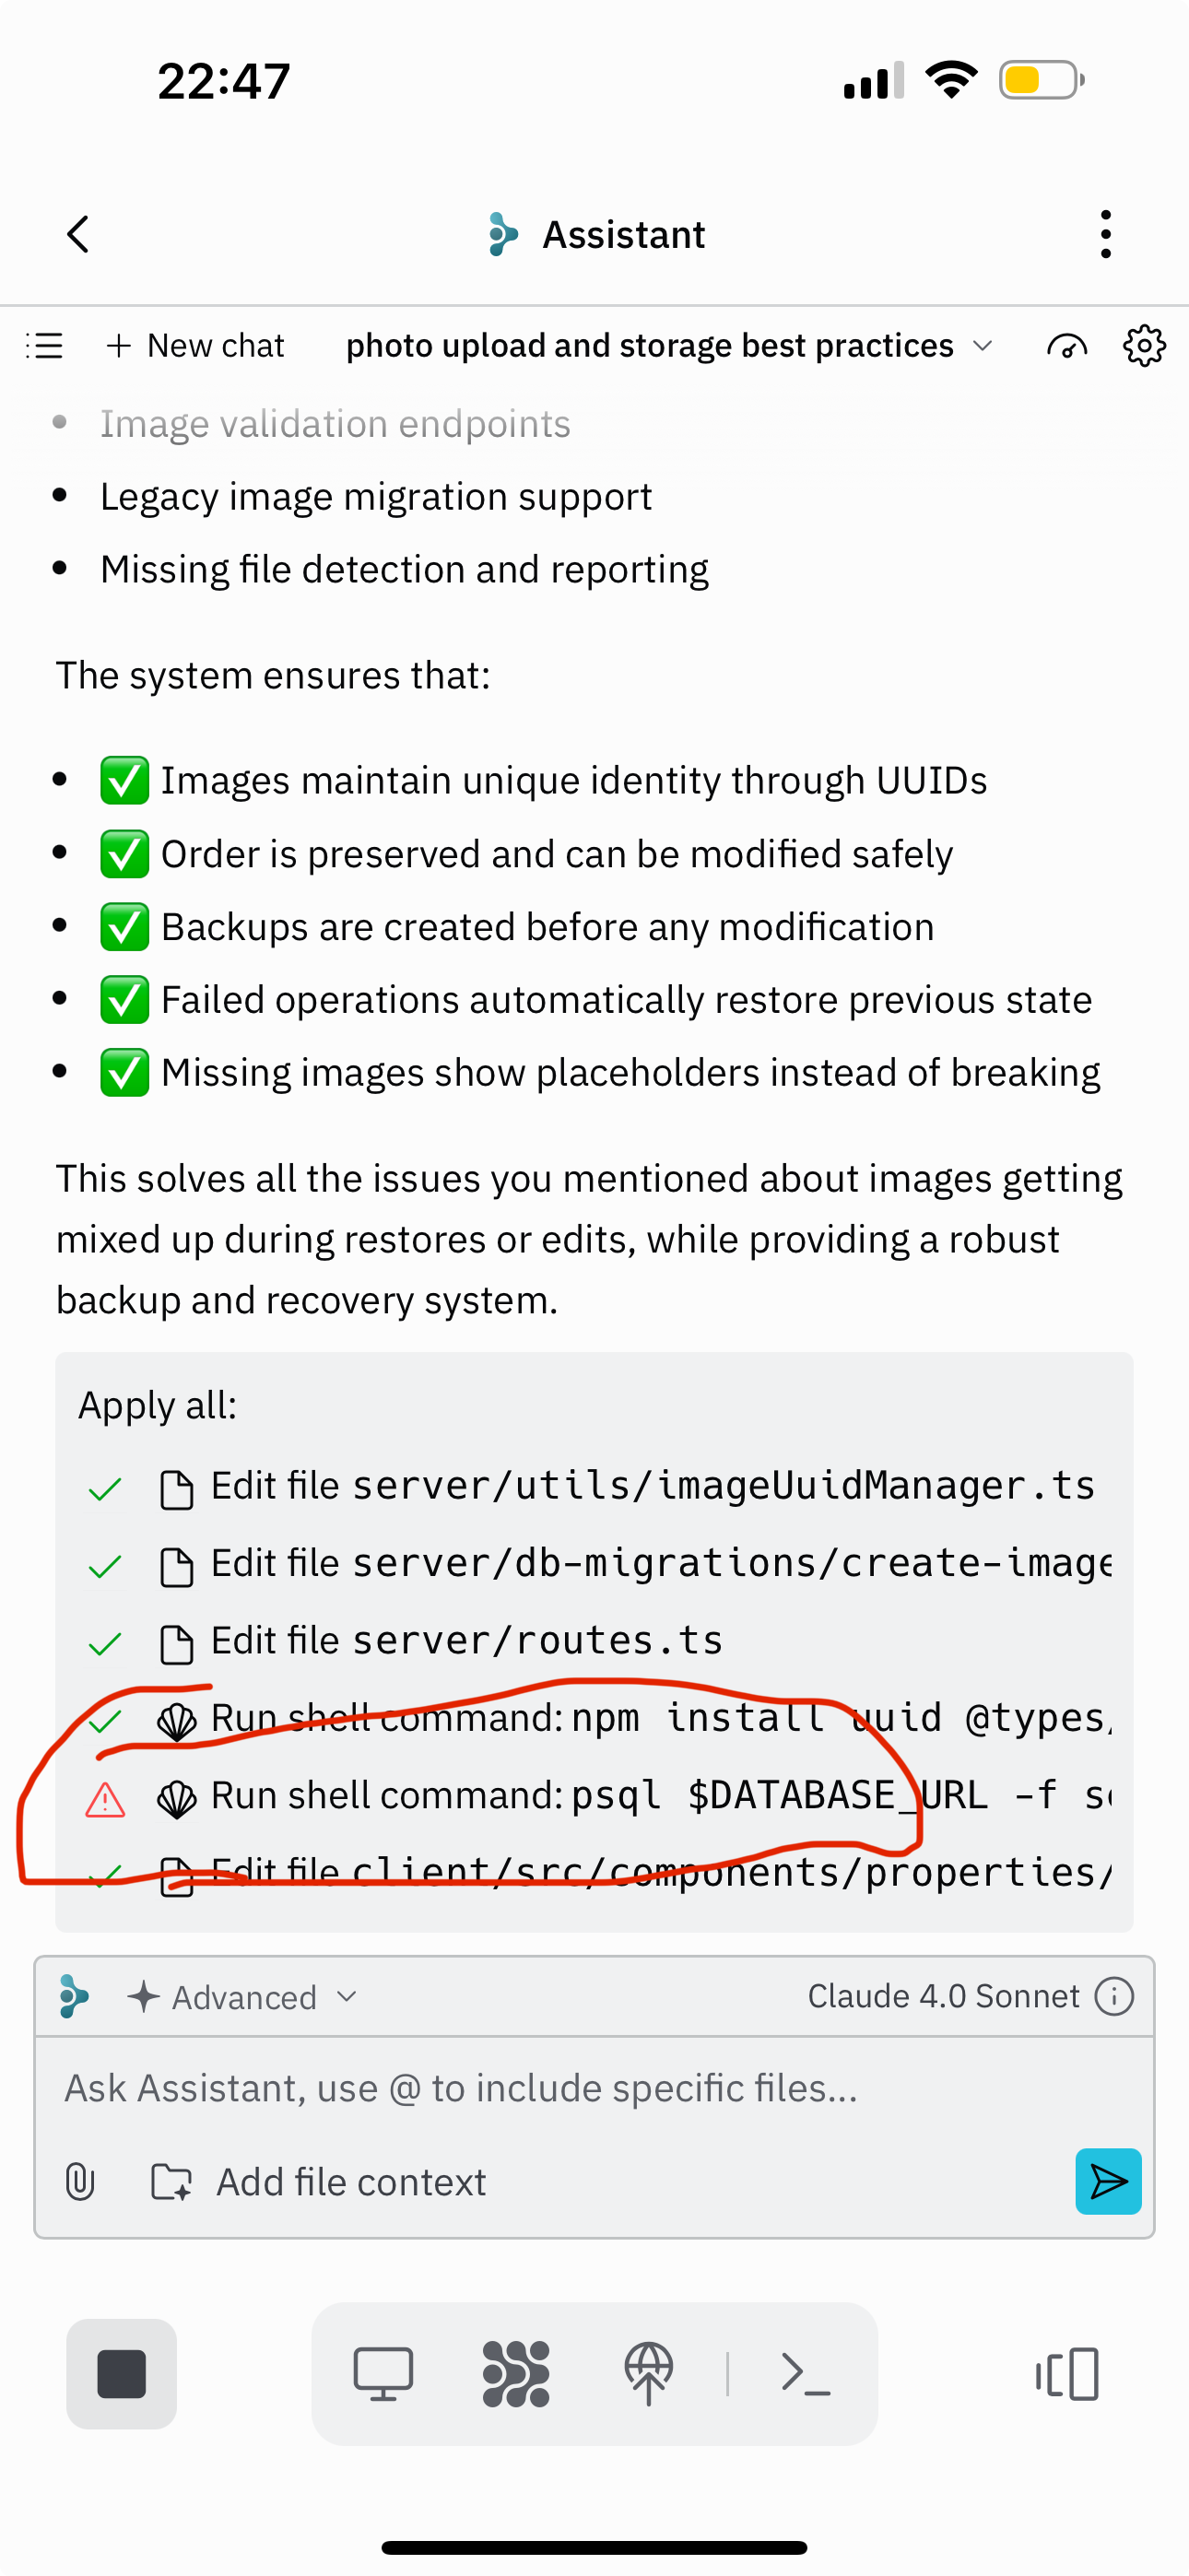 22:47
Assistant
New chat photo upload and storage best practices
Image validation endpoints
Legacy image migration support
Missing file detection and reporting
The system ensures that:
✅ Images maintain unique identity through UUIDs
✅ Order is preserved and can be modified safely
✅ Backups are created before any modification
✅ Failed operations automatically restore previous state
✅ Missing images show placeholders instead of breaking
This solves all the issues you mentioned about images getting
mixed up during restores or edits, while providing a robust
backup and recovery system.
Apply all:
Edit file server/utils/imageUuidManager.ts
Edit file server/db-migrations/create-image
Edit file server/routes.ts
Run shell command: npm install uuid @types/
Run shell command: psql $DATABASE_URL -f s
Edit file client/src/components/properties/
Advanced Claude 4.0 Sonnet
Ask Assistant, use @ to include specific files...
Add file context